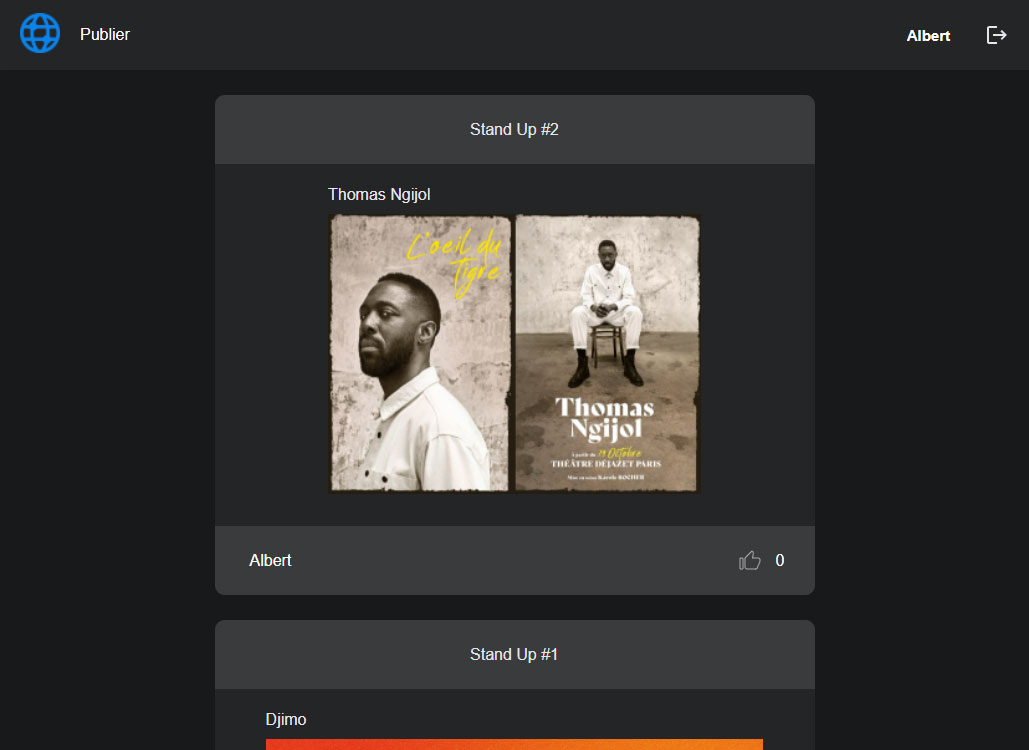 Publier
Albert
Stand Up #2
Thomas Ngijol
L'oeil du
Tigre
Thomas
Ngijol
à partir du 19 Octobre
THÉÂTRE DEJAZET PARIS
Mise en scène Karole ROCHER
Albert
0
Stand Up #1
Djimo